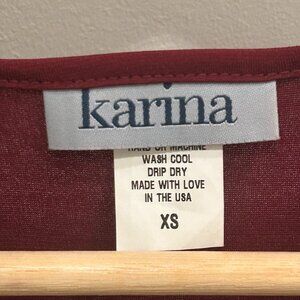 karina
HAND OR MACHINE
WASH COOL
DRIP DRY
MADE WITH LOVE
IN THE USA
XS